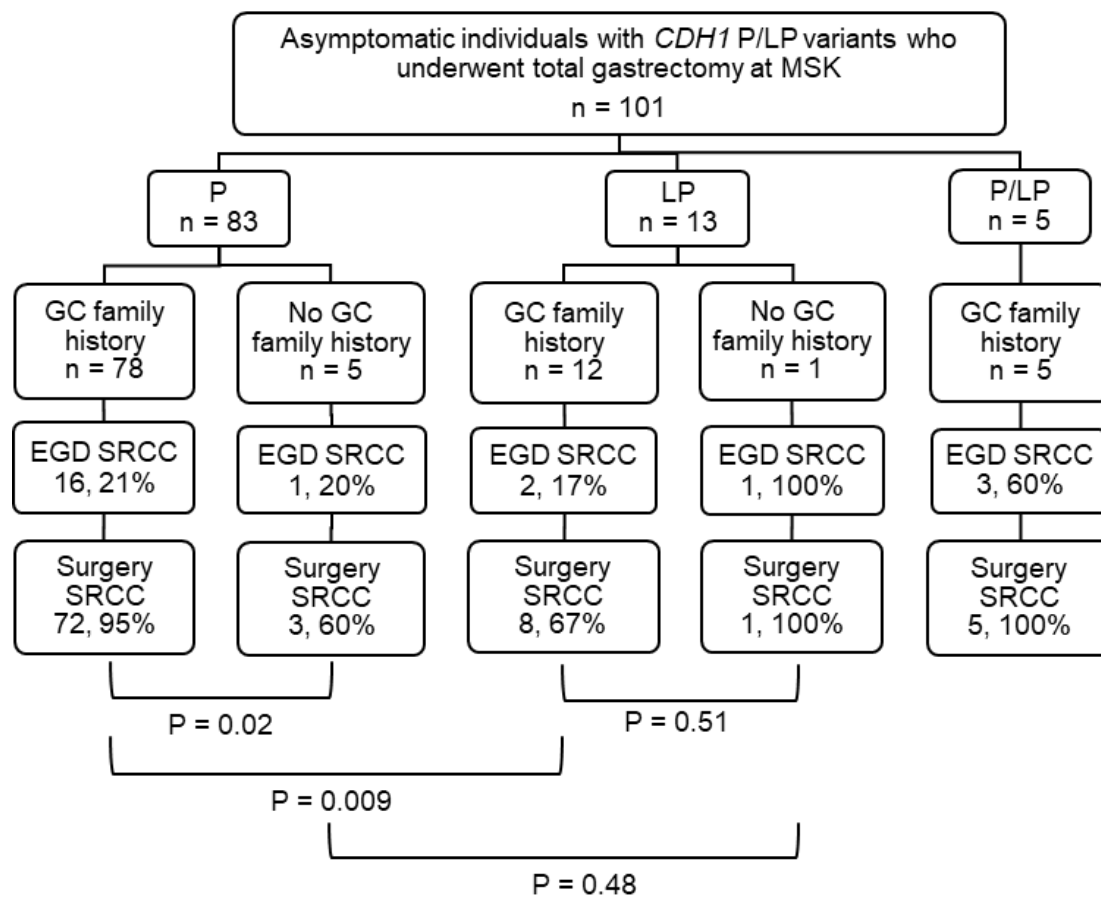 Asymptomatic individuals with CDH1 P/LP variants who
underwent total gastrectomy at MSK
n = 101
P
n = 83
LP
n = 13
P/LP
n = 5
GC family
history
n = 78
No GC
family history
n = 5
GC family
history
n = 12
No GC
family history
n = 1
GC family
history
n = 5
EGD SRCC
16, 21%
EGD SRCC
1, 20%
EGD SRCC
2, 17%
EGD SRCC
1, 100%
EGD SRCC
3, 60%
Surgery
SRCC
72, 95%
Surgery
SRCC
3, 60%
Surgery
SRCC
8, 67%
Surgery
SRCC
1, 100%
Surgery
SRCC
5, 100%
P = 0.02
P = 0.51
P = 0.009
P = 0.48